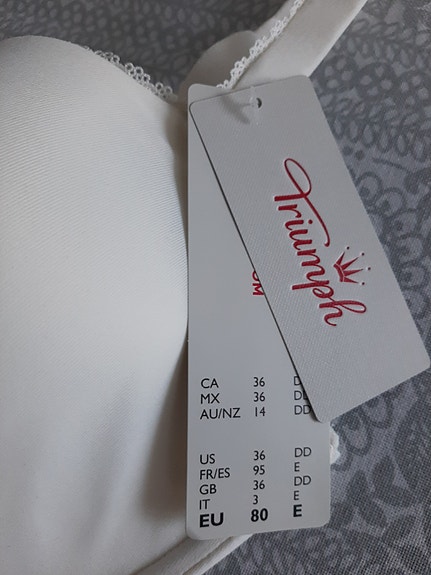 Triumph
OM
CA 36 D
MX 36 DD
AU/NZ 14 DD
US 36 DD
FR/ES 95 E
GB 36 DD
IT 3 E
EU 80 E